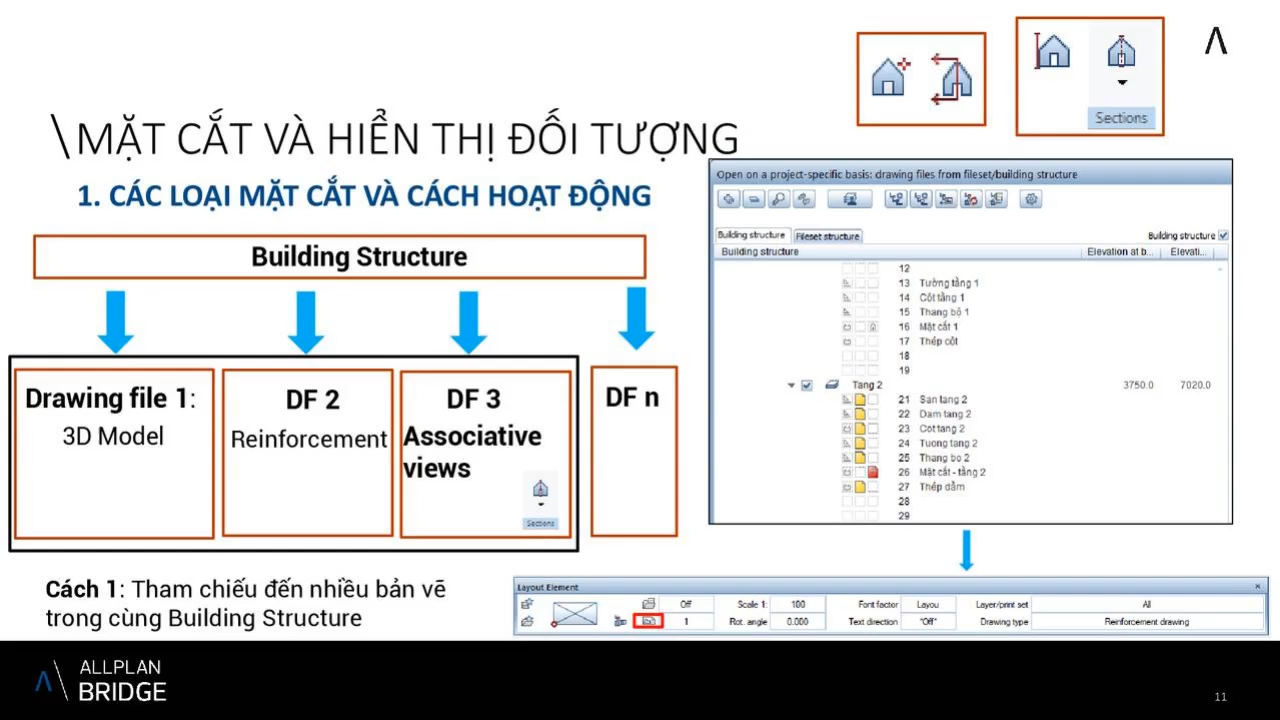 Sections
\MẶT CẮT VÀ HIỂN THỊ ĐỐI TƯỢNG
1. CÁC LOẠI MẶT CẮT VÀ CÁCH HOẠT ĐỘNG
Building Structure
Drawing file 1:
3D Model
DF 2
Reinforcement
DF 3
Associative
views
Sections
DF n
Cách 1: Tham chiếu đến nhiều bản vẽ
trong cùng Building Structure
Open on a project-specific basis: drawing files from fileset/building structure
Building structure Fileset structure Building structure
Building structure Elevation at b... Elevati...
12
13 Tường tầng 1
14 Cột tầng 1
15 Thang bộ 1
16 Mặt cắt 1
17 Thép cột
18
19
Tang 2 3750.0 7020.0
21 San tang 2
22 Dam tang 2
23 Cot tang 2
24 Tuong tang 2
25 Thang bo 2
26 Mặt cắt - tầng 2
27 Thép dầm
28
29
Layout Element
Off Scale 1: 100 Font factor Layou Layer/print set All
1 Rot. angle 0.000 Text direction "Off" Drawing type Reinforcement drawing
ALLPLAN
BRIDGE
11